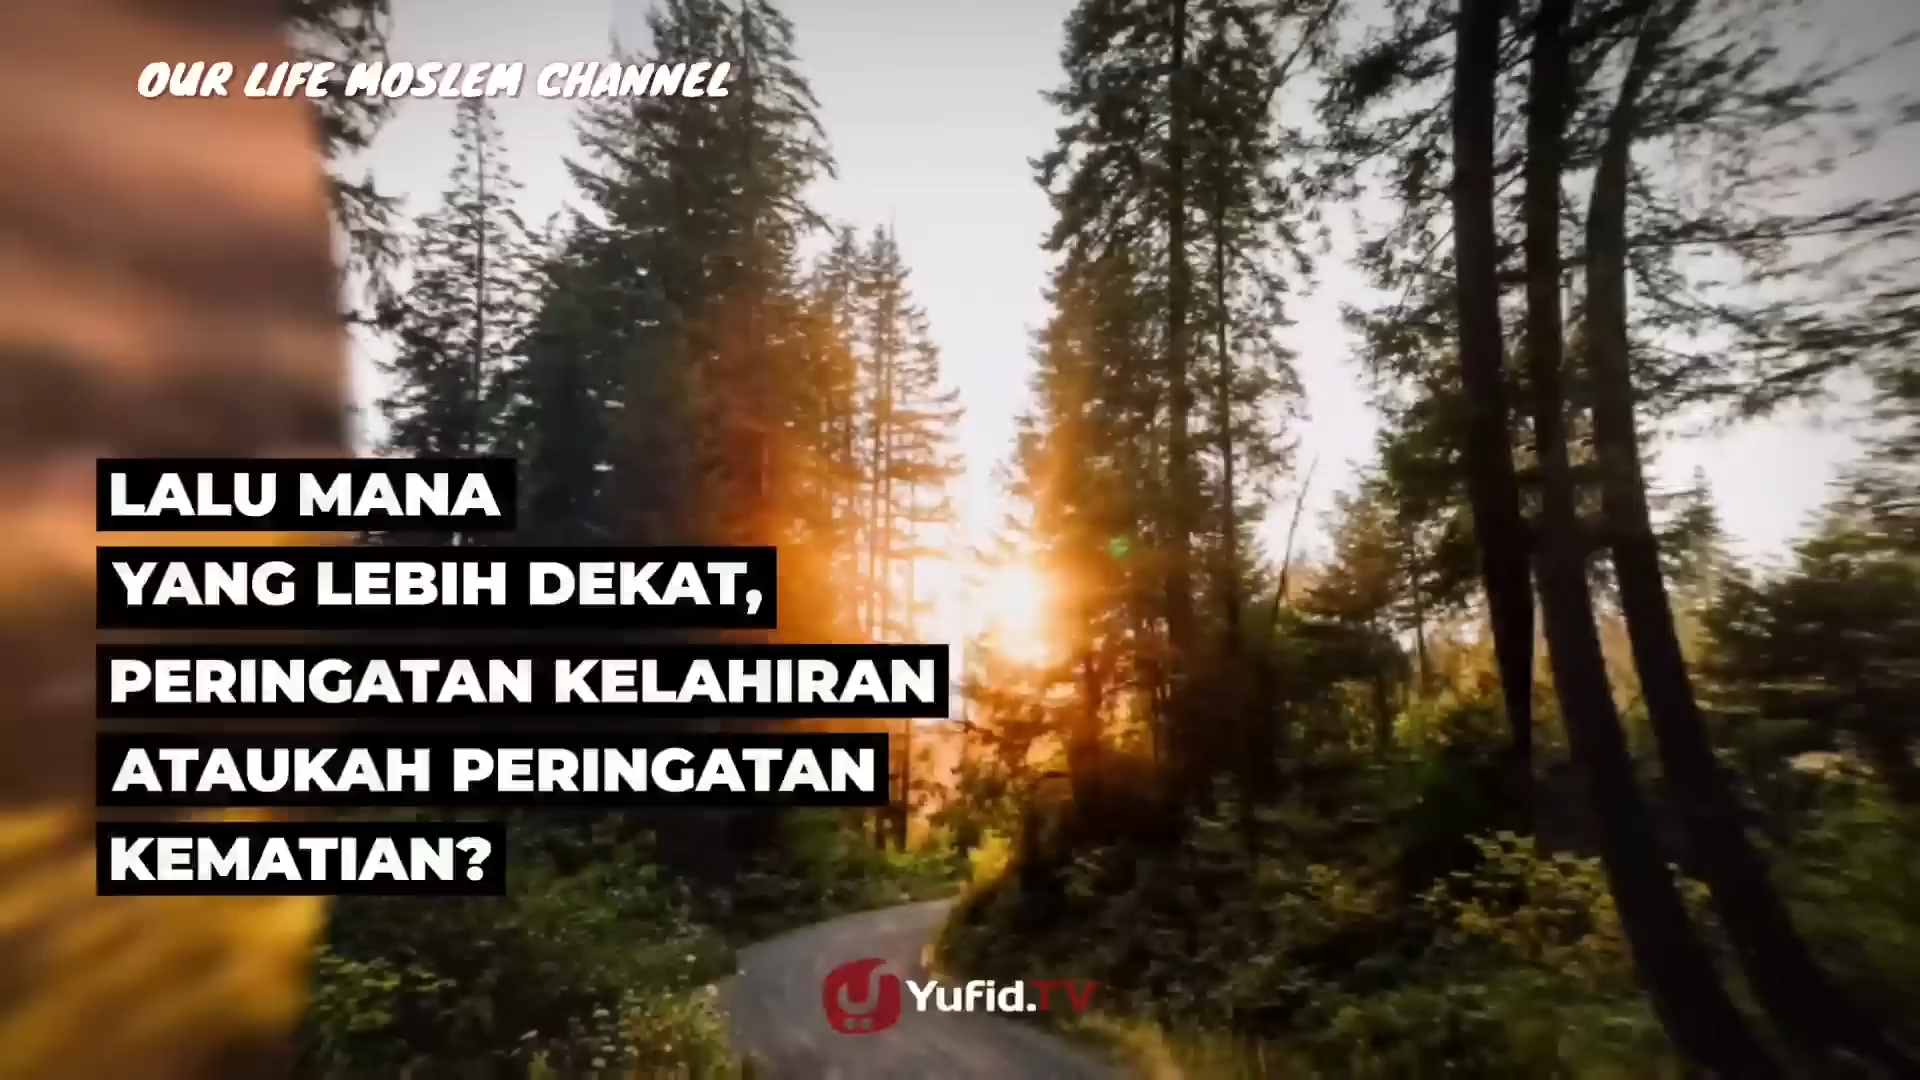 OUR LIFE MOSLEM CHANNEL
LALU MANA
YANG LEBIH DEKAT,
PERINGATAN KELAHIRAN
ATAUKAH PERINGATAN
KEMATIAN?
Yufid.TV